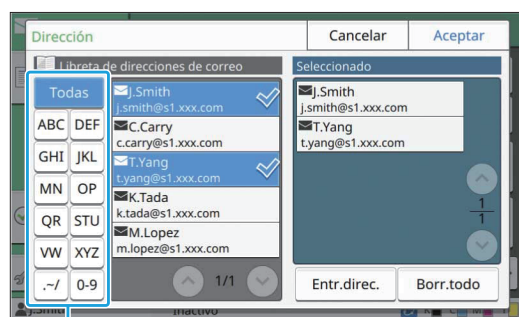 Dirección
Cancelar
Aceptar
Libreta de direcciones de correo
Seleccionado
Todas
ABC DEF
GHI JKL
MN OP
QR STU
VW XYZ
.~/ 0-9
J.Smith
j.smith@s1.xxx.com
C.Carry
c.carry@s1.xxx.com
T.Yang
t.yang@s1.xxx.com
K.Tada
k.tada@s1.xxx.com
M.Lopez
m.lopez@s1.xxx.com
1/1
J.Smith
j.smith@s1.xxx.com
T.Yang
t.yang@s1.xxx.com
1
1
Entr.direc.
Borr.todo
J.Smith
Inactivo